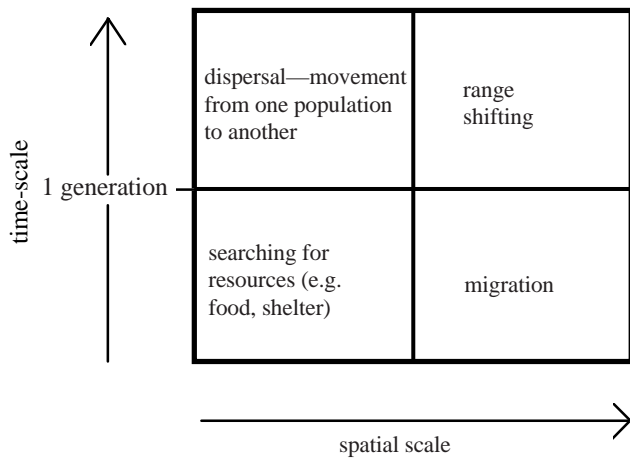 dispersal—movement
from one population
to another
range
shifting
time-scale
1 generation
searching for
resources (e.g.
food, shelter)
migration
spatial scale